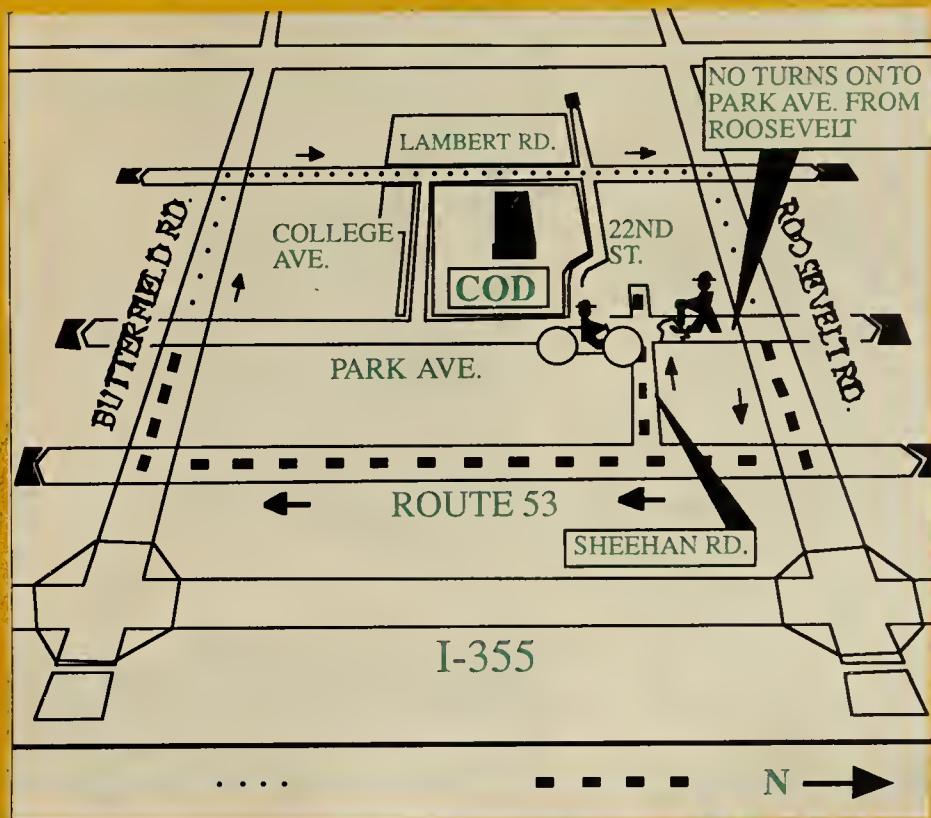 NO TURNS ONTO
PARK AVE. FROM
ROOSEVELT
LAMBERT RD.
BUTTERFIELD RD.
COLLEGE
AVE.
22ND
ST.
COD
ROOSEVELT RD.
PARK AVE.
ROUTE 53
SHEEHAN RD.
I-355
N